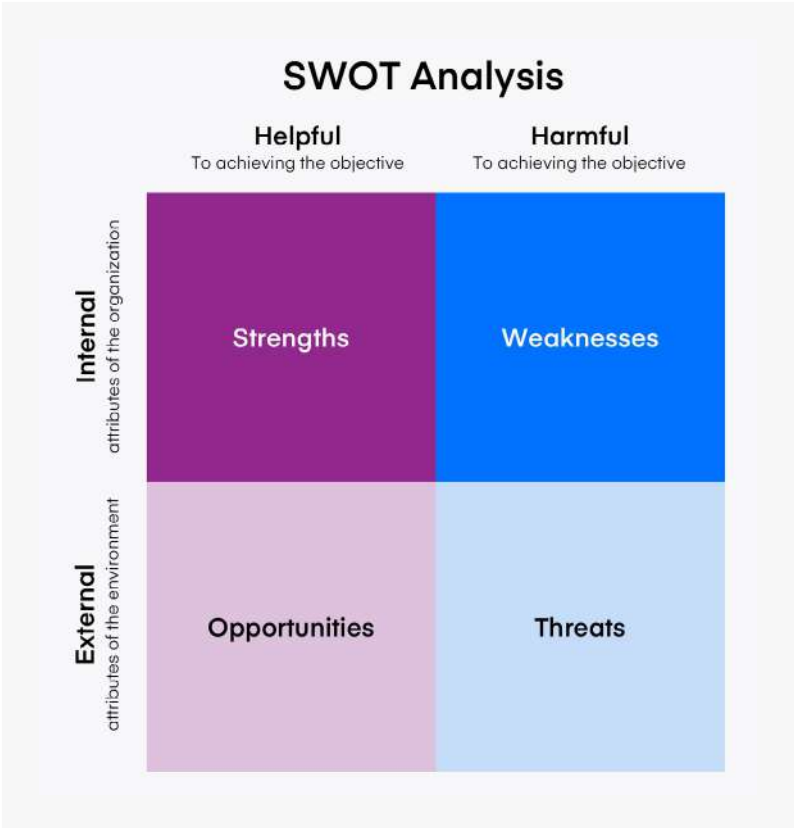 SWOT Analysis
Helpful
To achieving the objective
Harmful
To achieving the objective
Internal
attributes of the organization
Strengths
Weaknesses
External
attributes of the environment
Opportunities
Threats